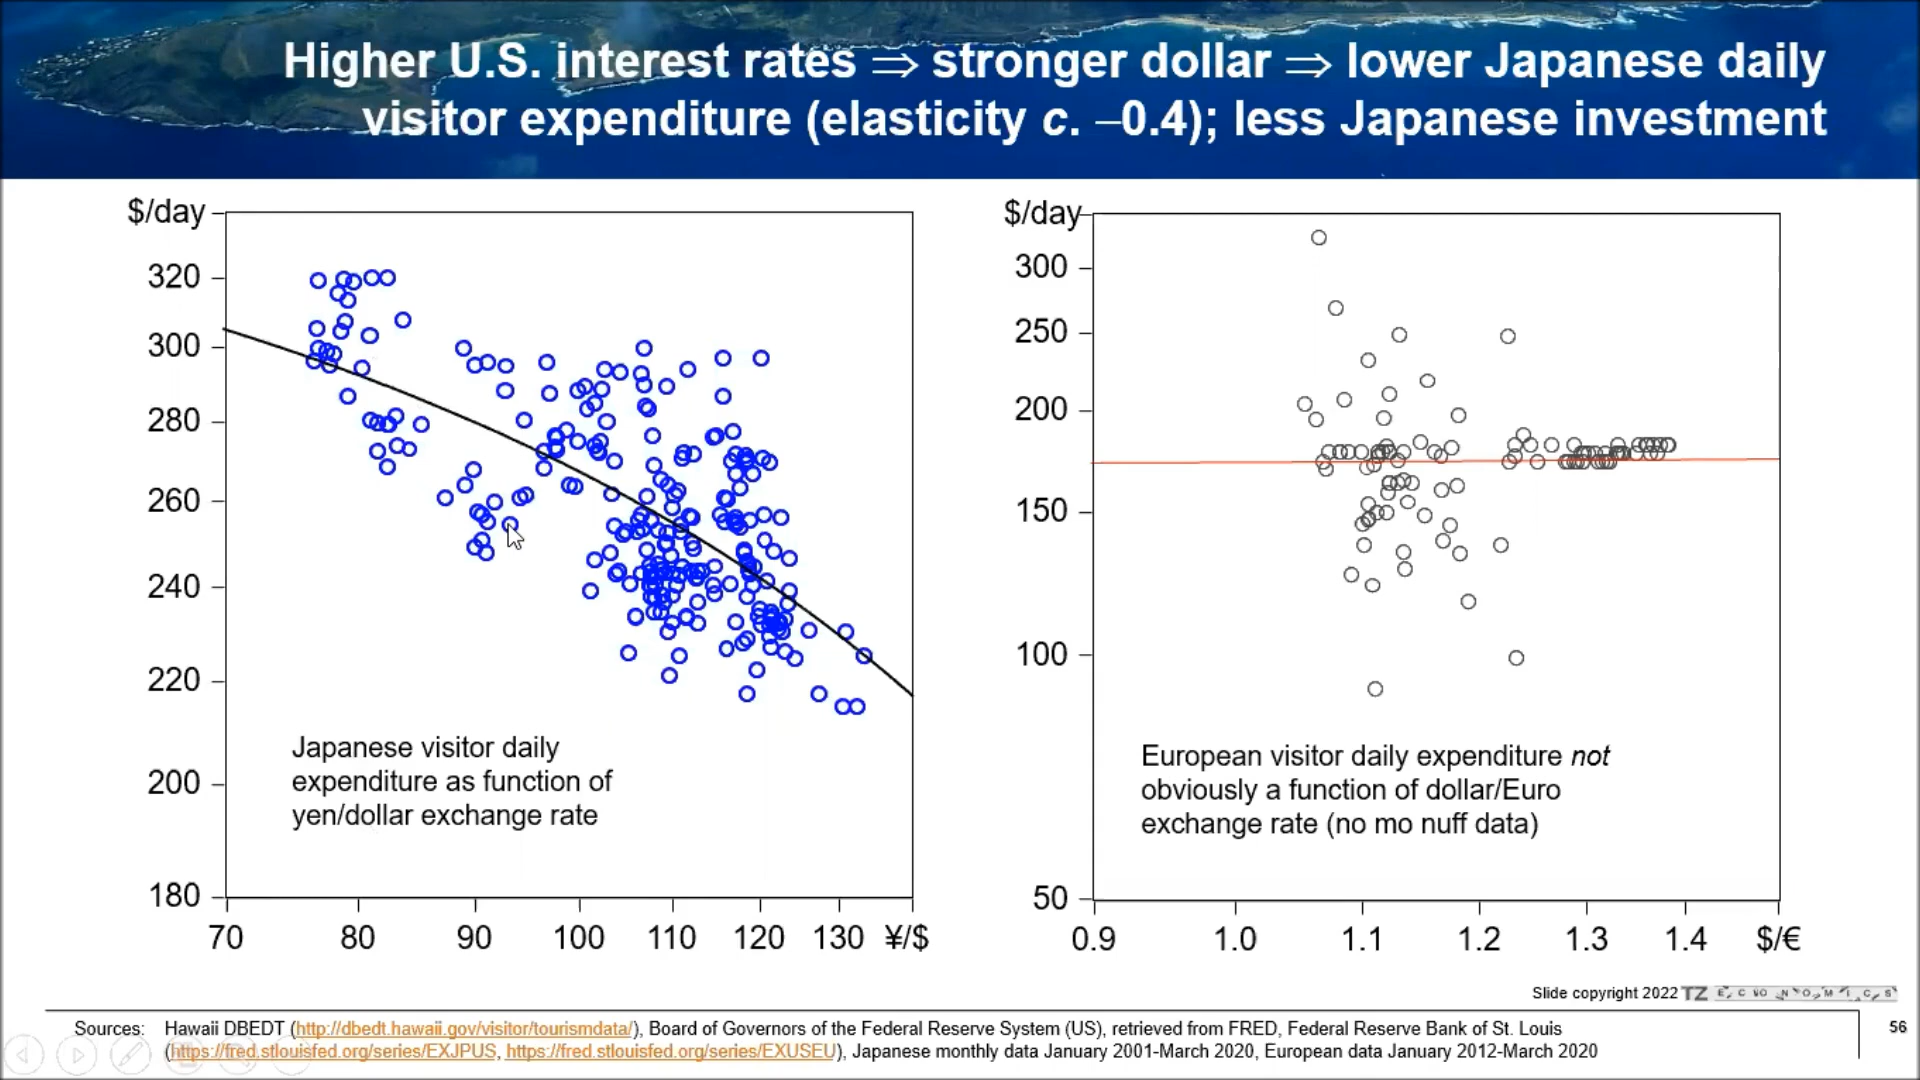 Higher U.S. interest rates ⇒ stronger dollar ⇒ lower Japanese daily
visitor expenditure (elasticity c. –0.4); less Japanese investment
$/day
320
300
280
260
240
220
200
180
70 80 90 100 110 120 130 ¥/$
Japanese visitor daily
expenditure as function of
yen/dollar exchange rate
$/day
300
250
200
150
100
50
0.9 1.0 1.1 1.2 1.3 1.4 $/€
European visitor daily expenditure not
obviously a function of dollar/Euro
exchange rate (no mo nuff data)
Slide copyright 2022 TZ ECONOMICS
Sources: Hawaii DBEDT (http://dbedt.hawaii.gov/visitor/tourismdata/), Board of Governors of the Federal Reserve System (US), retrieved from FRED, Federal Reserve Bank of St. Louis
(https://fred.stlouisfed.org/series/EXJPUS, https://fred.stlouisfed.org/series/EXUSEU), Japanese monthly data January 2001-March 2020, European data January 2012-March 2020
56